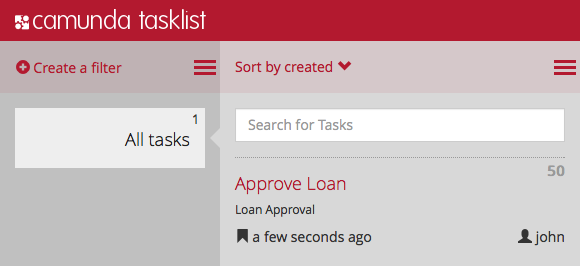 camunda tasklist
Create a filter
Sort by created
1
All tasks
Search for Tasks
50
Approve Loan
Loan Approval
a few seconds ago
john